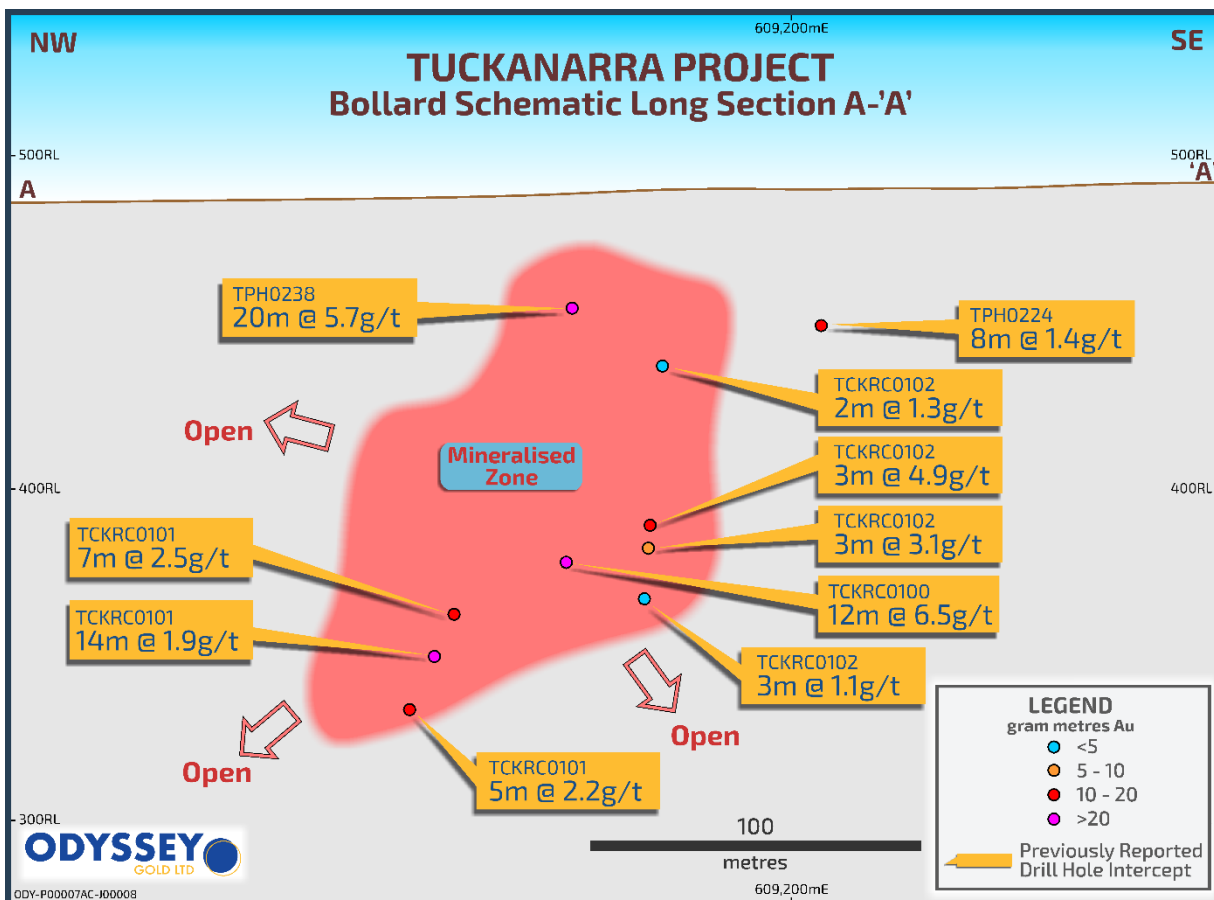 NW
609,200mE
SE
TUCKANARRA PROJECT
Bollard Schematic Long Section A-'A'
500RL
500RL
A
'A'
TPH0238
20m @ 5.7g/t
TPH0224
8m @ 1.4g/t
TCKRC0102
2m @ 1.3g/t
Open
Mineralised
Zone
TCKRC0102
3m @ 4.9g/t
400RL
400RL
TCKRC0102
3m @ 3.1g/t
TCKRC0101
7m @ 2.5g/t
TCKRC0100
12m @ 6.5g/t
TCKRC0101
14m @ 1.9g/t
TCKRC0102
3m @ 1.1g/t
Open
Open
TCKRC0101
5m @ 2.2g/t
LEGEND
gram metres Au
<5
5 - 10
10 - 20
>20
Previously Reported
Drill Hole Intercept
300RL
100
metres
ODYSSEY
GOLD LTD
609,200mE
ODY-P00007AC-J00008